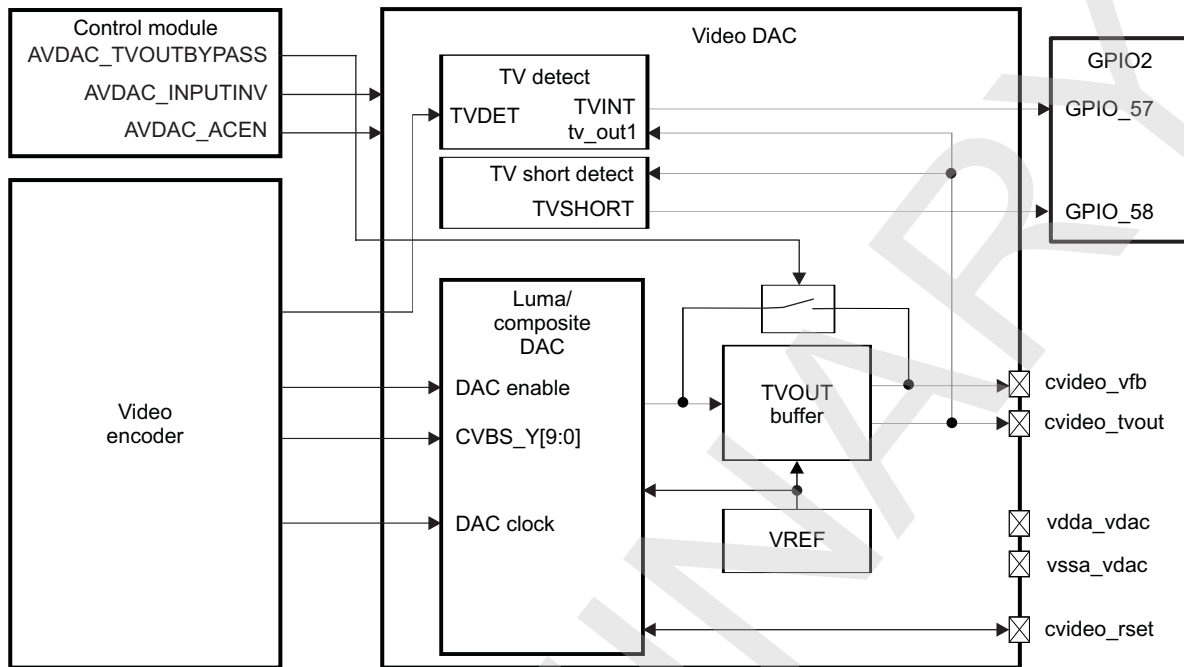 Control module
AVDAC_TVOUTBYPASS
AVDAC_INPUTINV
AVDAC_ACEN
Video DAC
TV detect
TVDET
TVINT
tv_out1
TV short detect
TVSHORT
GPIO2
GPIO_57
GPIO_58
Video
encoder
Luma/
composite
DAC
DAC enable
CVBS_Y[9:0]
DAC clock
TVOUT
buffer
VREF
cvideo_vfb
cvideo_tvout
vdda_vdac
vssa_vdac
cvideo_rset
INARY